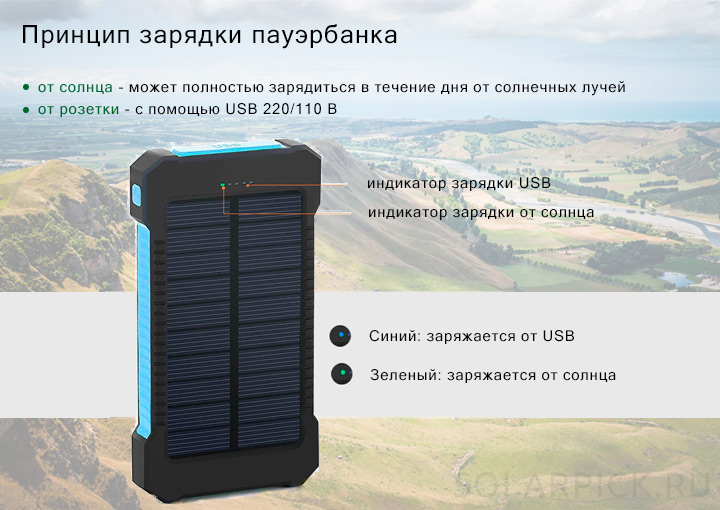 Принцип зарядки пауэрбанка
• от солнца - может полностью зарядиться в течение дня от солнечных лучей
• от розетки - с помощью USB 220/110 В
USB
индикатор зарядки USB
индикатор зарядки от солнца
Синий: заряжается от USB
Зеленый: заряжается от солнца
SOLARPICK.RU